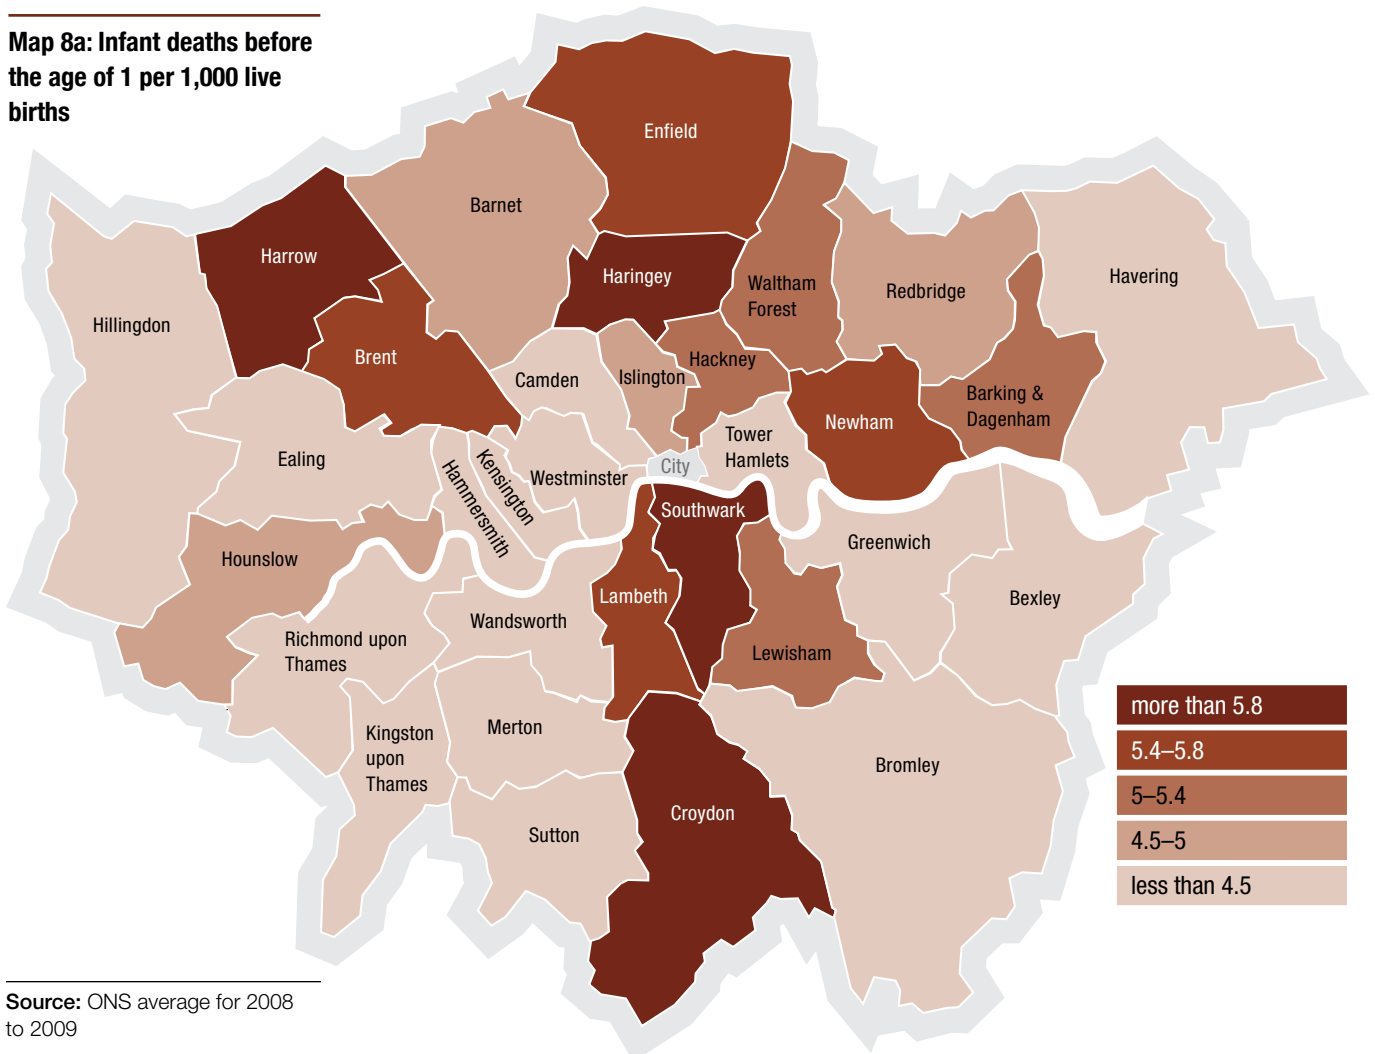 Map 8a: Infant deaths before
the age of 1 per 1,000 live
births
Enfield
Barnet
Harrow
Haringey
Waltham
Forest
Redbridge
Havering
Hillingdon
Brent
Camden
Islington
Hackney
Barking &
Dagenham
Newham
Tower
Hamlets
Ealing
Hammersmith
Kensington
Westminster
City
Southwark
Hounslow
Greenwich
Lambeth
Bexley
Wandsworth
Richmond upon
Thames
Lewisham
Kingston
upon
Thames
Merton
Bromley
Sutton
Croydon
more than 5.8
5.4–5.8
5–5.4
4.5–5
less than 4.5
Source: ONS average for 2008
to 2009